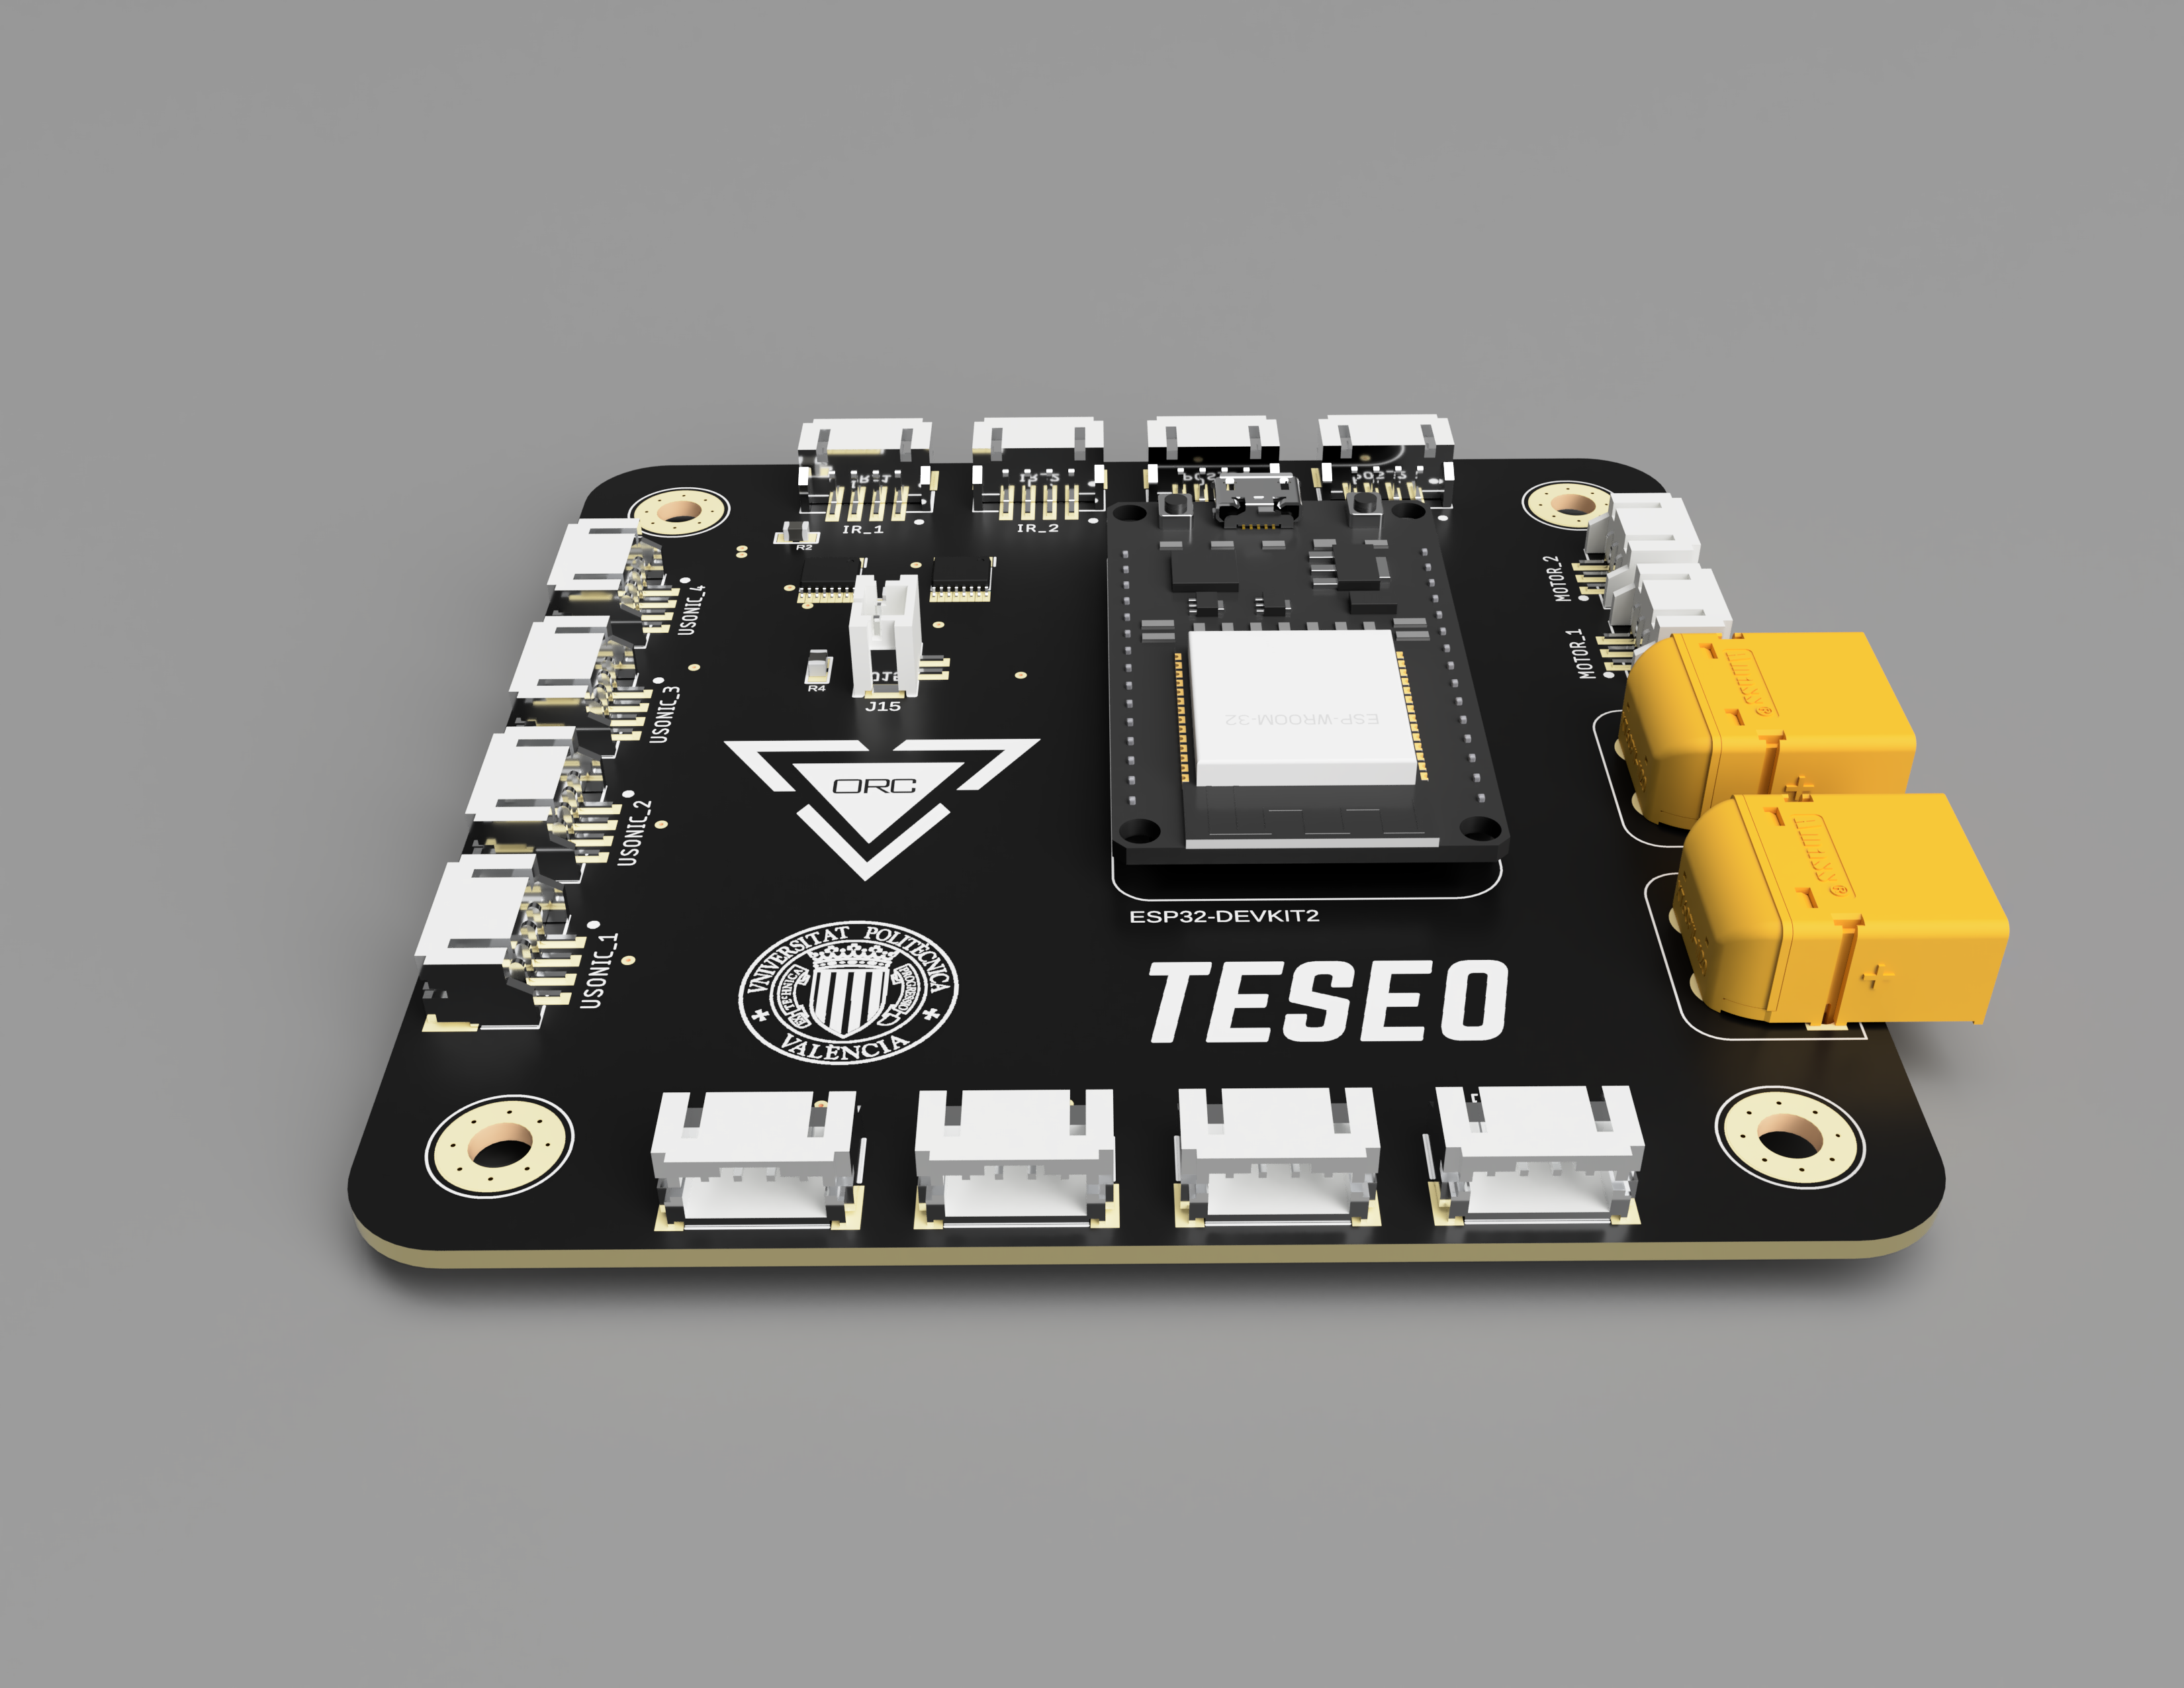 IR_1
IR_2
R2
USONIC_4
MOTOR_2
MOTOR_1
USONIC_3
R4
J15
ESP-WROOM-32
ORC
USONIC_2
ESP32-DEVKIT2
USONIC_1
VNIVERSITAT POLITÈCNICA
VALÈNCIA
TESEO